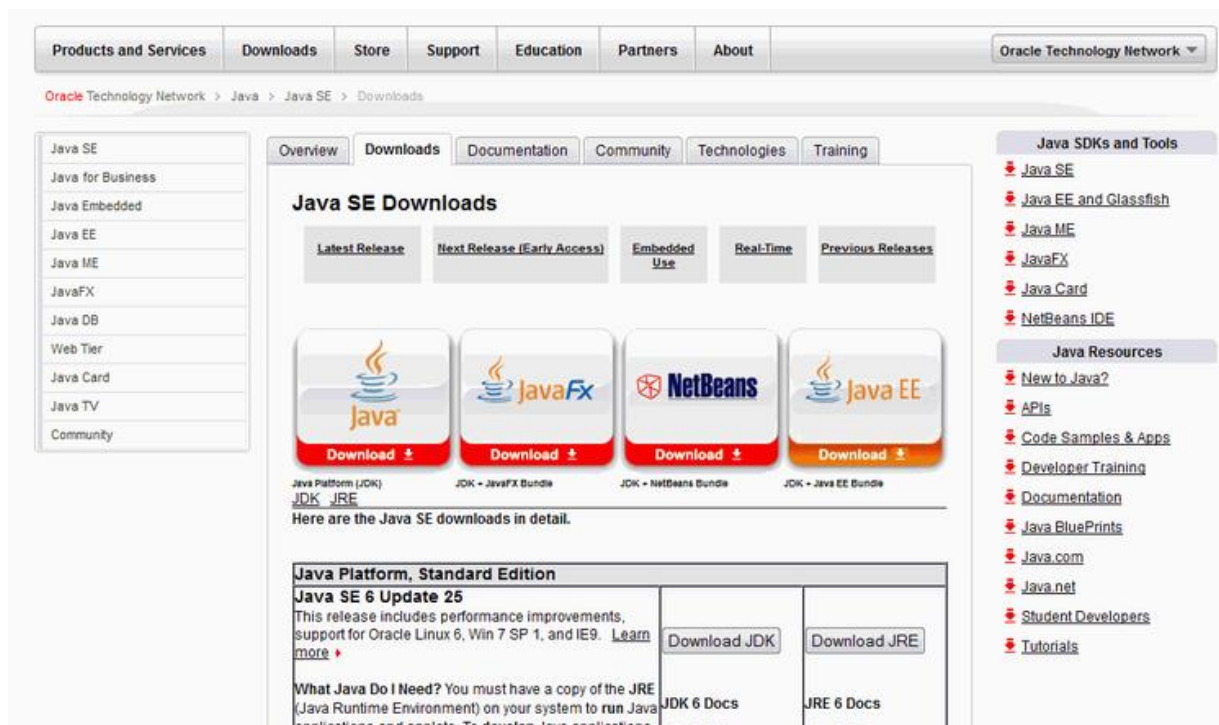 Products and Services Downloads Store Support Education Partners About Oracle Technology Network
Oracle Technology Network > Java > Java SE > Downloads
Java SE
Java for Business
Java Embedded
Java EE
Java ME
JavaFX
Java DB
Web Tier
Java Card
Java TV
Community
Overview Downloads Documentation Community Technologies Training
Java SE Downloads
Latest Release Next Release (Early Access) Embedded Use Real-Time Previous Releases
Java JavaFX NetBeans Java EE
Download Download Download Download
Java Platform (JDK) JDK + JavaFX Bundle JDK + NetBeans Bundle JDK + Java EE Bundle
JDK JRE
Here are the Java SE downloads in detail.
Java Platform, Standard Edition
Java SE 6 Update 25
This release includes performance improvements,
support for Oracle Linux 6, Win 7 SP 1, and IE9. Learn
more
Download JDK Download JRE
What Java Do I Need? You must have a copy of the JRE
(Java Runtime Environment) on your system to run Java
JDK 6 Docs JRE 6 Docs
applications and applets. To develop Java applications
Java SDKs and Tools
Java SE
Java EE and Glassfish
Java ME
JavaFX
Java Card
NetBeans IDE
Java Resources
New to Java?
APIs
Code Samples & Apps
Developer Training
Documentation
Java BluePrints
Java.com
Java.net
Student Developers
Tutorials